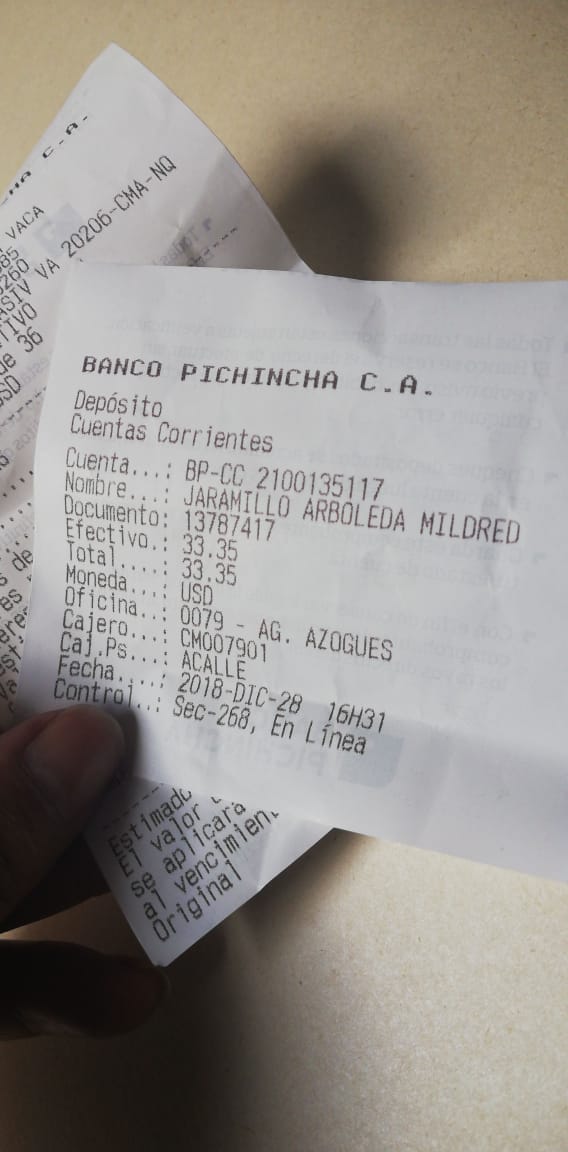 HA C.A.
VACA
20206-CMA-NQ
de 36
USD
BANCO PICHINCHA C.A.
Depósito
Cuentas Corrientes
Cuenta...: BP-CC 2100135117
Nombre...: JARAMILLO ARBOLEDA MILDRED
Documento: 13787417
Efectivo.: 33.35
Total....: 33.35
Moneda...: USD
Oficina..: 0079 - AG. AZOGUES
Cajero...: CM007901
Caj.Ps...: ACALLE
Fecha....: 2018-DIC-28 16H31
Control..: Sec-268, En Línea
Estimado
El valor
se aplicará
al vencimien
Original